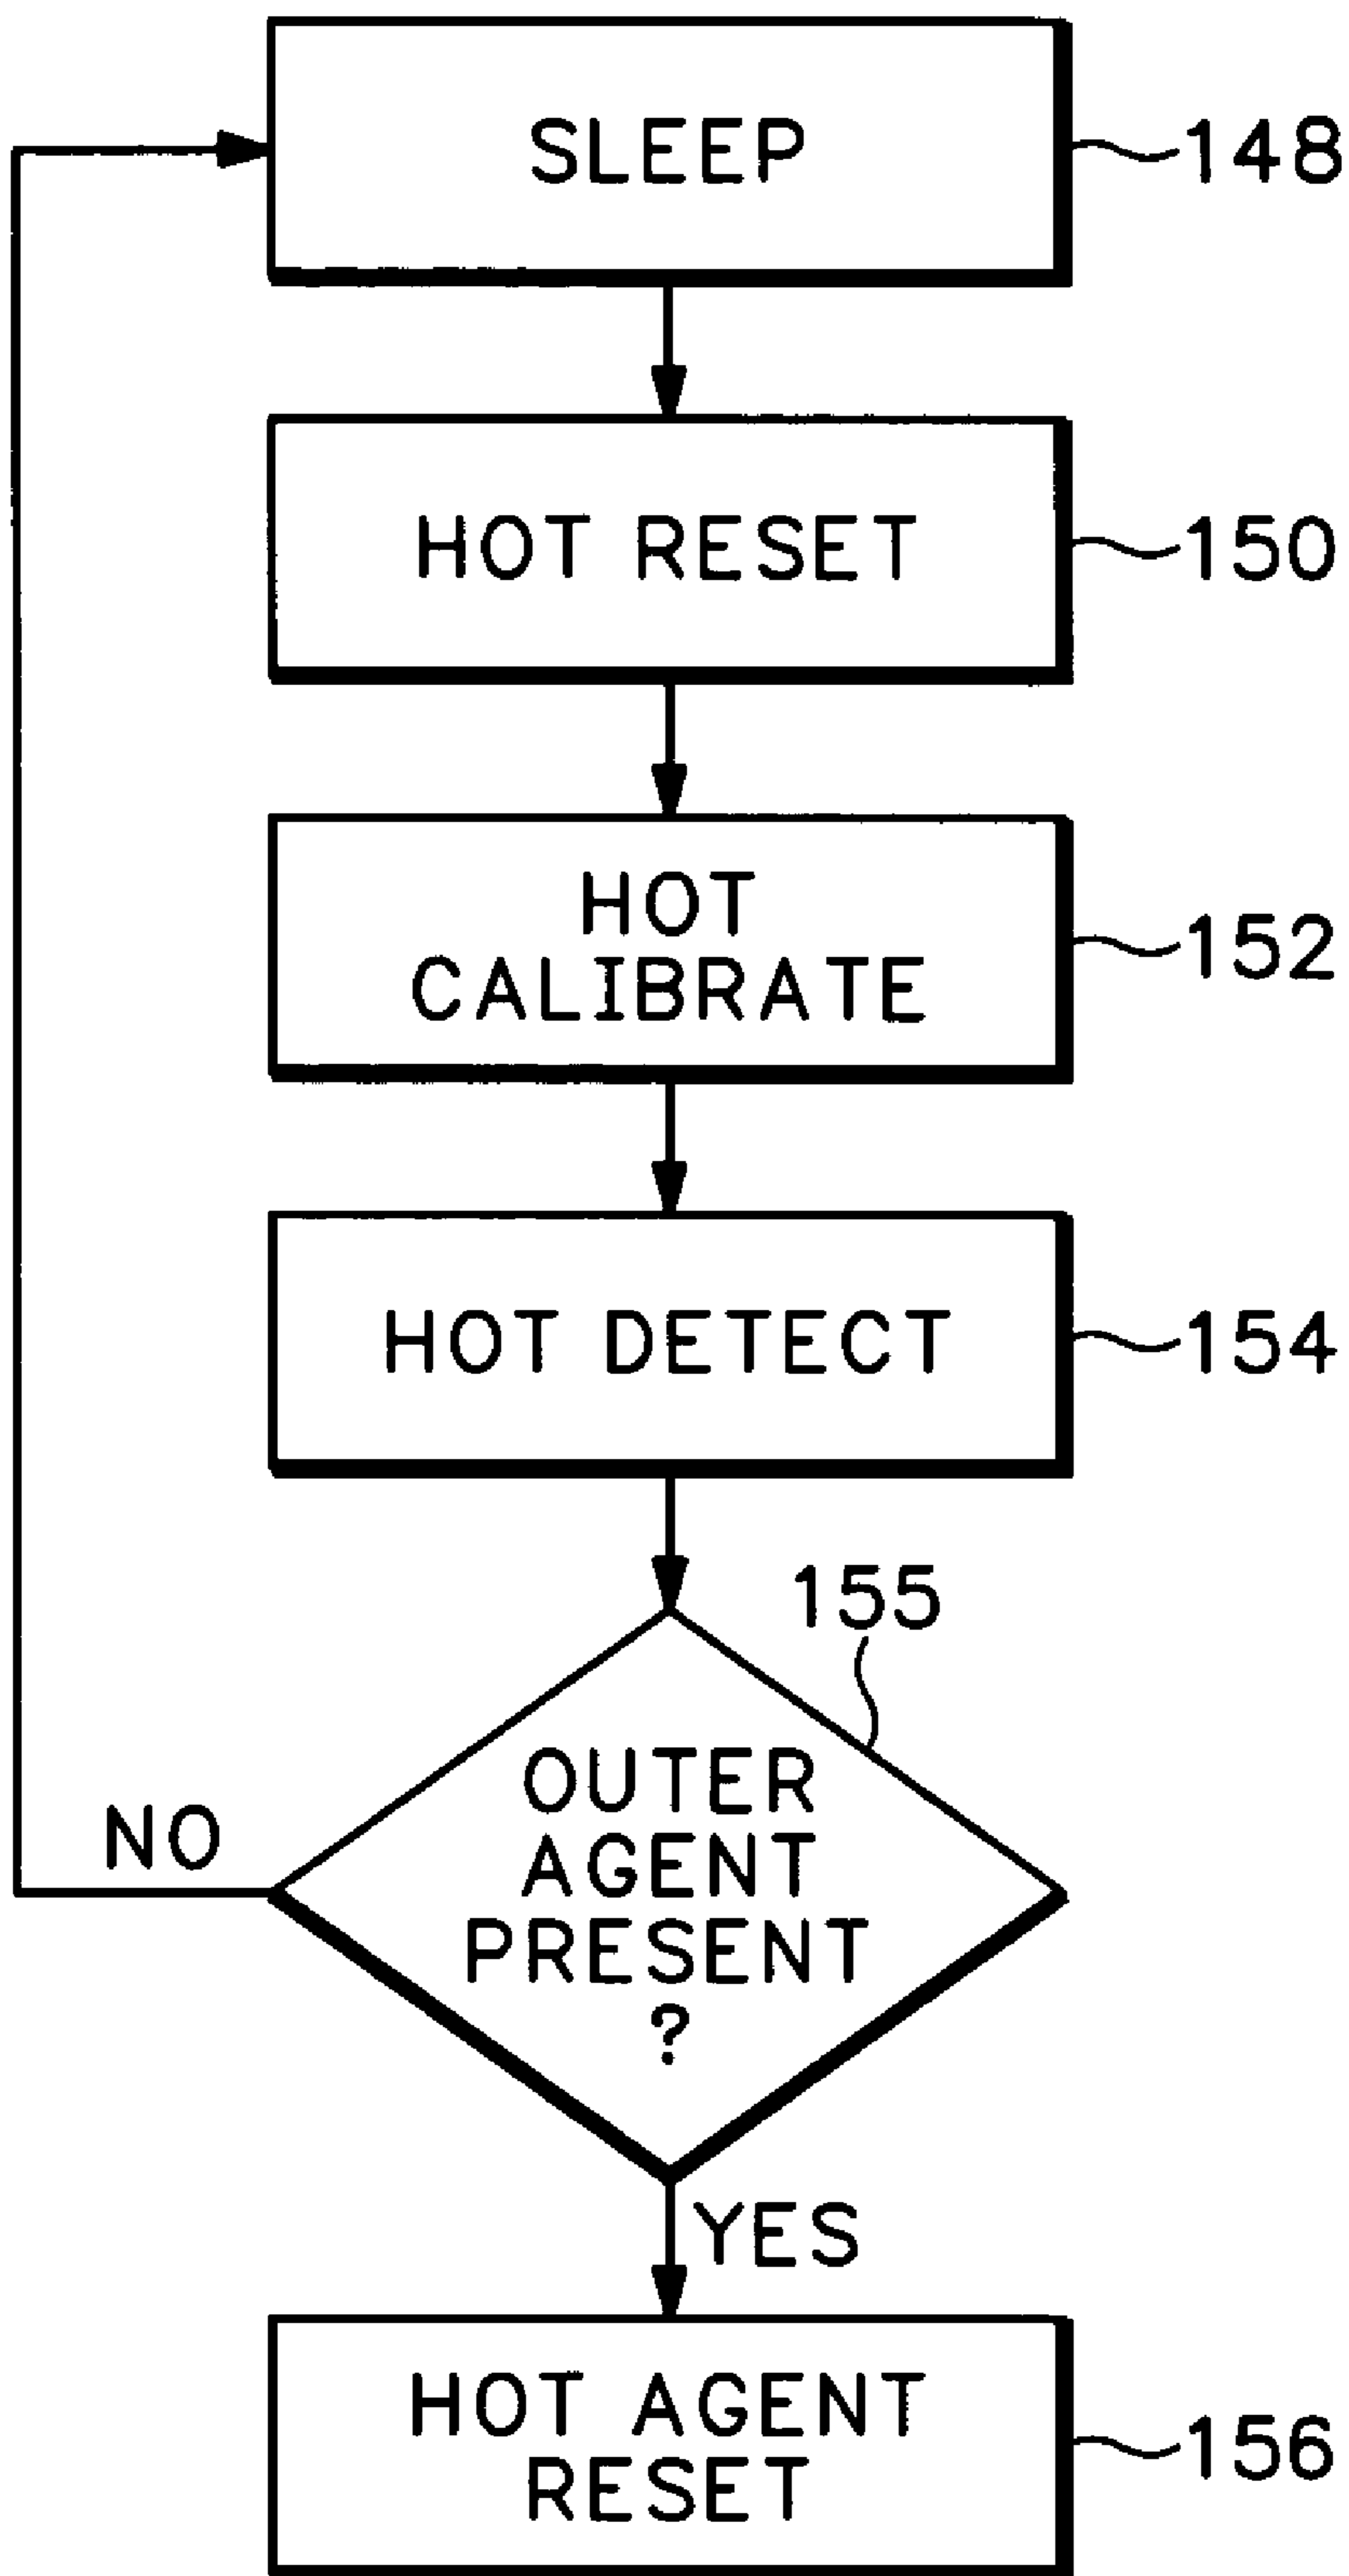 SLEEP
148
HOT RESET
150
HOT
CALIBRATE
152
HOT DETECT
154
155
OUTER
AGENT
PRESENT
?
NO
YES
HOT AGENT
RESET
156